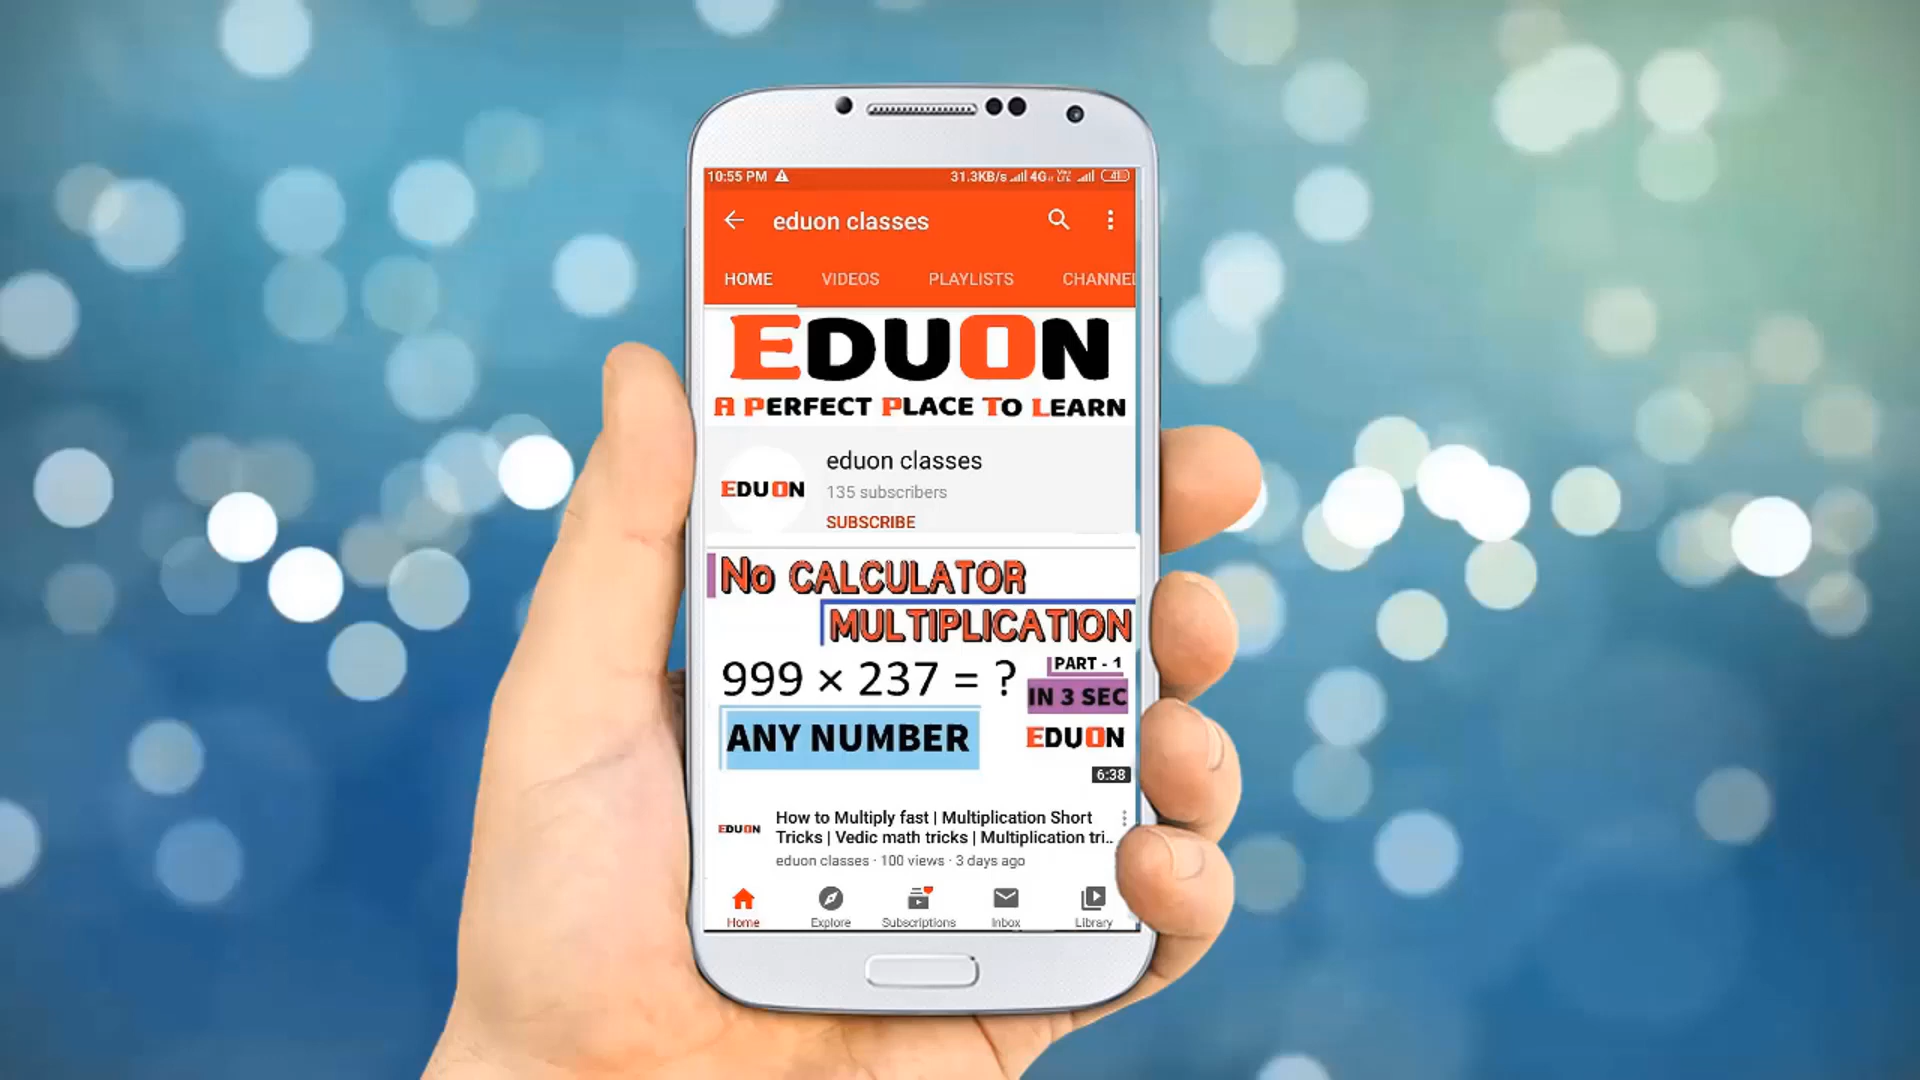 10:55 PM 31.3KB/s 4G VoLTE 41
eduon classes
HOME VIDEOS PLAYLISTS CHANNEL
EDUON
A PERFECT PLACE TO LEARN
EDUON
eduon classes
135 subscribers
SUBSCRIBE
No CALCULATOR
MULTIPLICATION
999 × 237 = ?
PART - 1
IN 3 SEC
ANY NUMBER
EDUON
6:38
EDUON
How to Multiply fast | Multiplication Short
Tricks | Vedic math tricks | Multiplication tri..
eduon classes · 100 views · 3 days ago
Home Explore Subscriptions Inbox Library